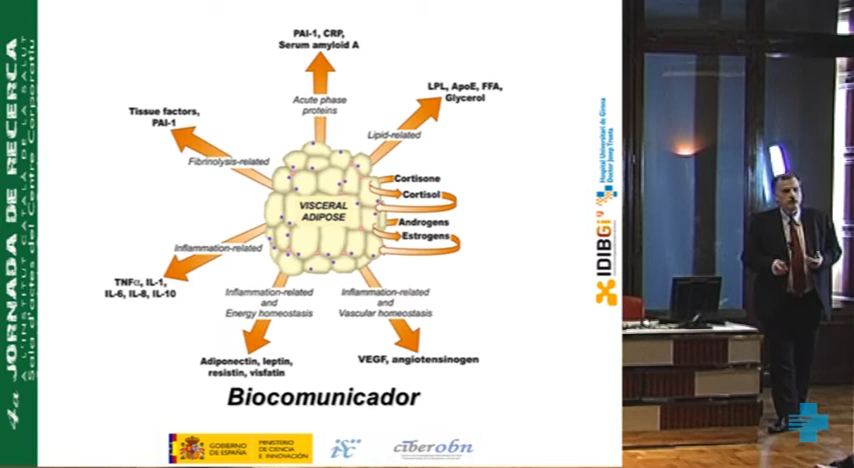 4a JORNADA DE RECERCA
A L'INSTITUT CATALÀ DE LA SALUT
Sala d'actes del Centre Corporatiu
PAI-1, CRP,
Serum amyloid A
Acute phase
proteins
LPL, ApoE, FFA,
Glycerol
Lipid-related
Tissue factors,
PAI-1
Fibrinolysis-related
VISCERAL
ADIPOSE
Cortisone
Cortisol
Androgens
Estrogens
Inflammation-related
TNFα, IL-1,
IL-6, IL-8, IL-10
Inflammation-related
and
Energy homeostasis
Inflammation-related
and
Vascular homeostasis
Adiponectin, leptin,
resistin, visfatin
VEGF, angiotensinogen
Biocomunicador
GOBIERNO
DE ESPAÑA
MINISTERIO
DE CIENCIA
E INNOVACIÓN
ciberobn
Hospital Universitari de Girona
Doctor Josep Trueta
IDIBGi